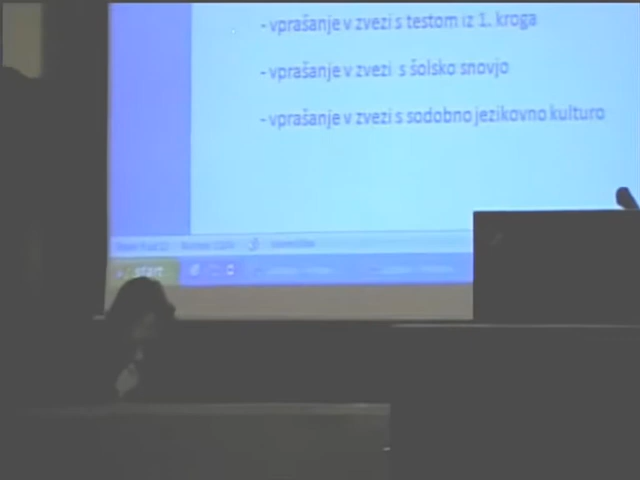 - vprašanje v zvezi s testom iz 1. kroga
- vprašanje v zvezi s šolsko snovjo
- vprašanje v zvezi s sodobno jezikovno kulturo
start